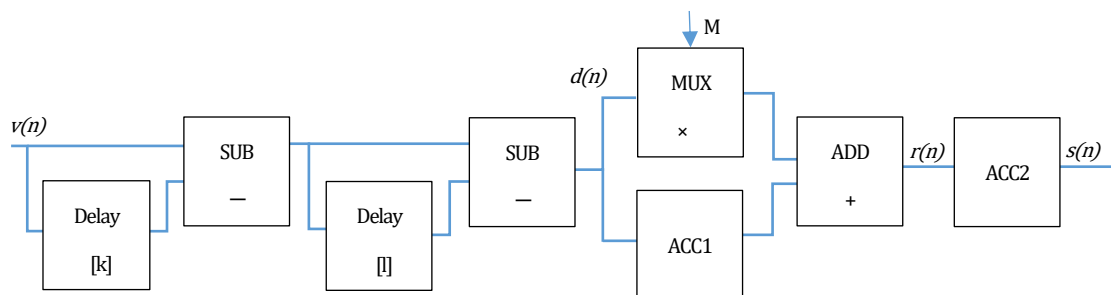 v(n)
Delay
[k]
SUB
—
Delay
[l]
SUB
—
d(n)
M
MUX
×
ACC1
ADD
+
r(n)
ACC2
s(n)